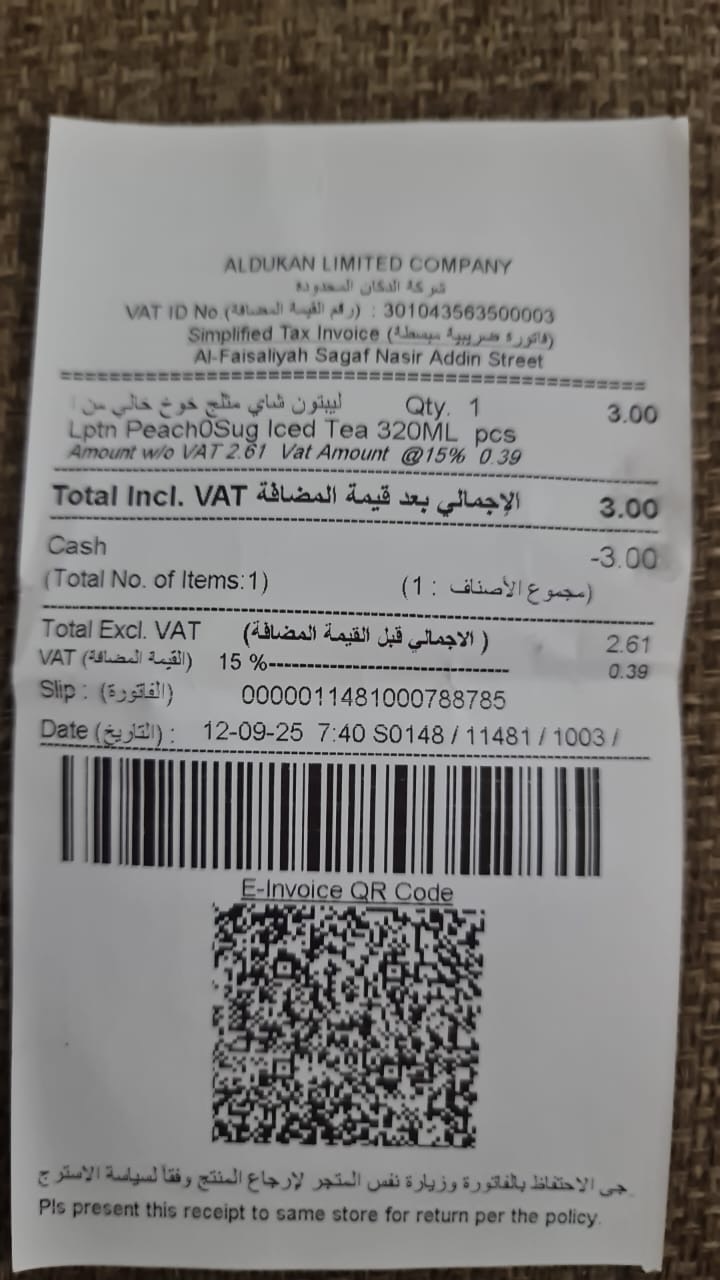 ALDUKAN LIMITED COMPANY
شركة الدكان المحدودة
VAT ID No (رقم القيمة المضافة) : 301043563500003
Simplified Tax Invoice (فاتورة ضريبية مبسطة)
Al-Faisaliyah Sagaf Nasir Addin Street
ليبتون شاي مثلج خوخ خالي من ا Qty. 1 3.00
Lptn Peach0Sug Iced Tea 320ML pcs
Amount w/o VAT 2.61 Vat Amount @15% 0.39
Total Incl. VAT الإجمالي بعد قيمة المضافة 3.00
Cash -3.00
(Total No. of Items:1) (مجموع الأصناف : 1)
Total Excl. VAT (الاجمالي قبل القيمة المضافة ) 2.61
VAT (القيمة المضافة) 15 % 0.39
Slip : (الفاتورة) 0000011481000788785
Date (التاريخ) : 12-09-25 7:40 S0148 / 11481 / 1003 /
E-Invoice QR Code
جى الاحتفاظ بالفاتورة وزيارة نفس المتجر لإرجاع المنتج وفقاً لسياسة الاسترج
Pls present this receipt to same store for return per the policy.